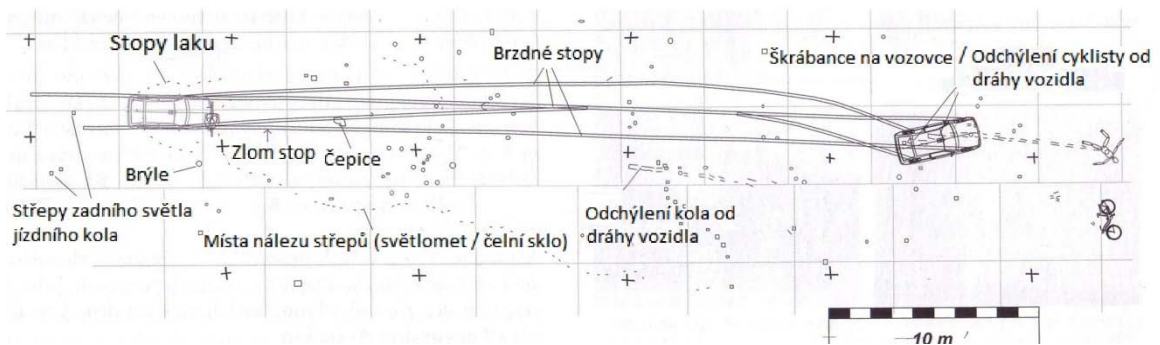 Stopy laku
Brzdné stopy
Škrábance na vozovce / Odchýlení cyklisty od
dráhy vozidla
Zlom stop
Čepice
Brýle
Střepy zadního světla
jízdního kola
Místa nálezu střepů (světlomet / čelní sklo)
Odchýlení kola od
dráhy vozidla
10 m